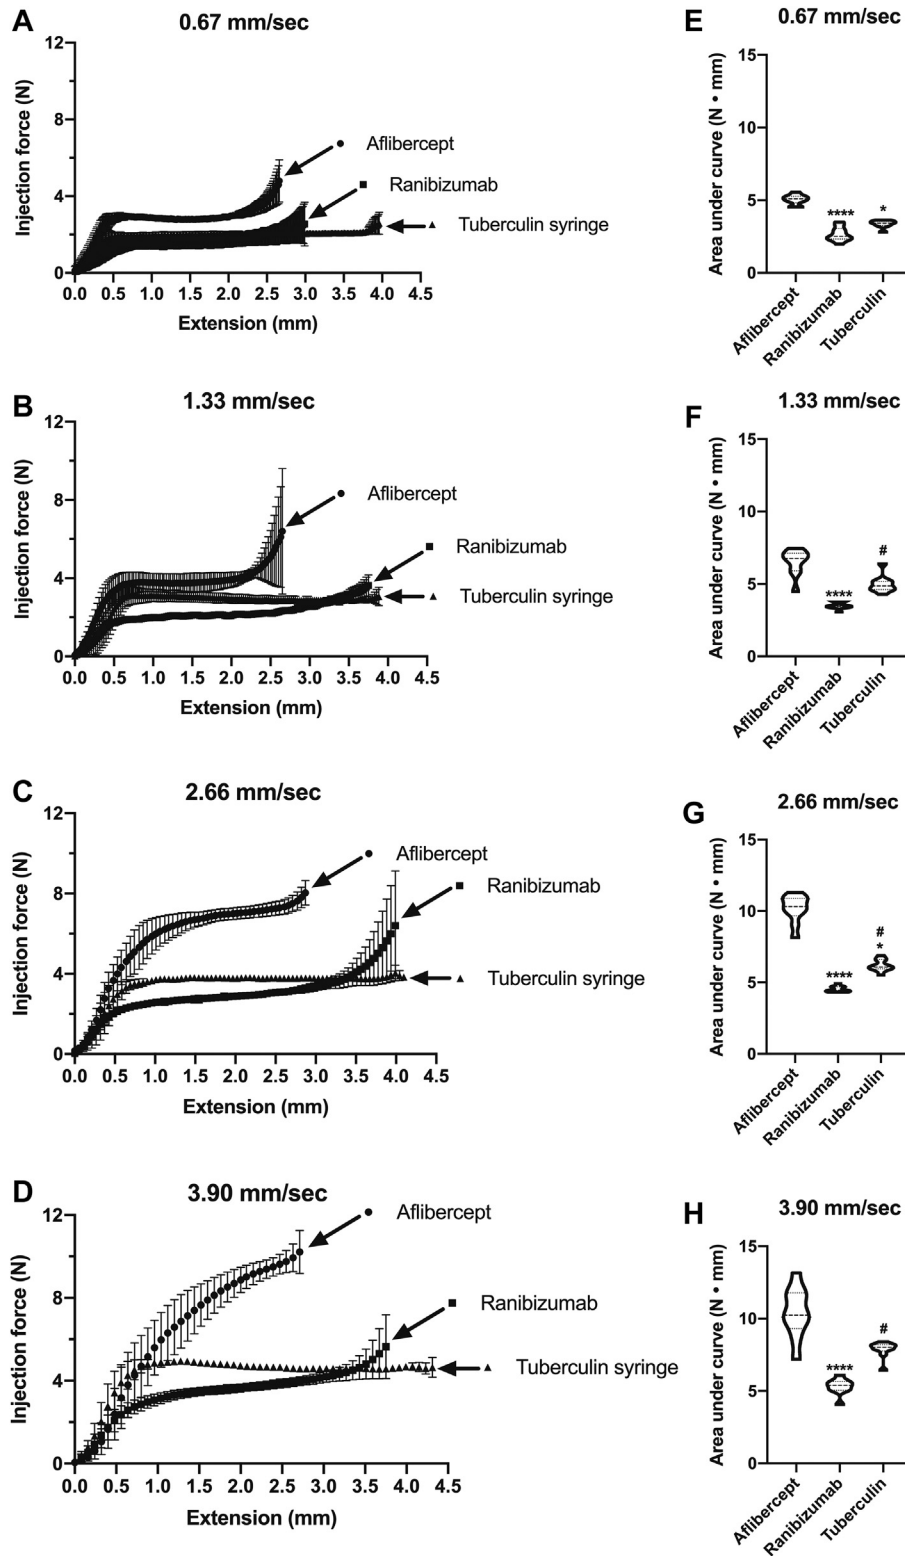 A
0.67 mm/sec
12
8
4
0
Injection force (N)
Aflibercept
Ranibizumab
Tuberculin syringe
0.0 0.5 1.0 1.5 2.0 2.5 3.0 3.5 4.0 4.5
Extension (mm)
E
0.67 mm/sec
15
10
5
0
Area under curve (N • mm)
****
*
Aflibercept
Ranibizumab
Tuberculin
B
1.33 mm/sec
12
8
4
0
Injection force (N)
Aflibercept
Ranibizumab
Tuberculin syringe
0.0 0.5 1.0 1.5 2.0 2.5 3.0 3.5 4.0 4.5
Extension (mm)
F
1.33 mm/sec
15
10
5
0
Area under curve (N • mm)
#
****
Aflibercept
Ranibizumab
Tuberculin
C
2.66 mm/sec
12
8
4
0
Injection force (N)
Aflibercept
Ranibizumab
Tuberculin syringe
0.0 0.5 1.0 1.5 2.0 2.5 3.0 3.5 4.0 4.5
Extension (mm)
G
2.66 mm/sec
15
10
5
0
Area under curve (N • mm)
#
*
****
Aflibercept
Ranibizumab
Tuberculin
D
3.90 mm/sec
12
8
4
0
Injection force (N)
Aflibercept
Ranibizumab
Tuberculin syringe
0.0 0.5 1.0 1.5 2.0 2.5 3.0 3.5 4.0 4.5
Extension (mm)
H
3.90 mm/sec
15
10
5
0
Area under curve (N • mm)
#
****
Aflibercept
Ranibizumab
Tuberculin